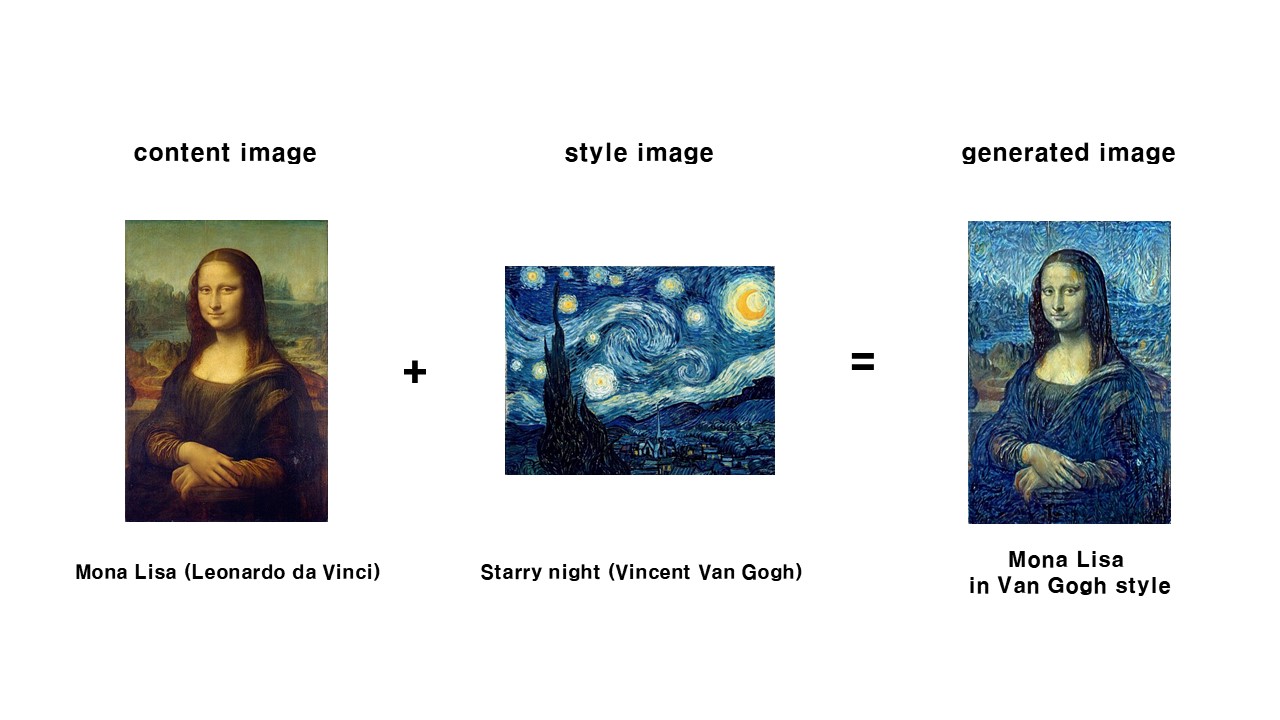 content image
style image
generated image
+
=
Mona Lisa (Leonardo da Vinci)
Starry night (Vincent Van Gogh)
Mona Lisa
in Van Gogh style